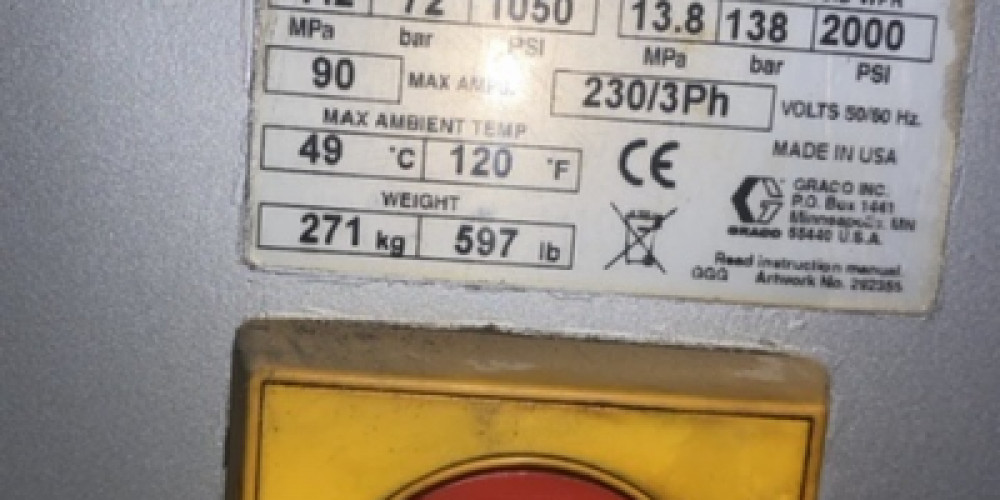 72 1050 13.8 138 2000
MPa bar PSI MPa bar PSI
90 MAX 230/3Ph VOLTS 50/60 Hz.
MAX AMBIENT TEMP MADE IN USA
49 °C 120 °F CE
WEIGHT
271 kg 597 lb
GRACO
GRACO INC.
P.O. Box 1441
Minneapolis, MN
55440 U.S.A.
Read instruction manual.
GGG Artwork No. 292355